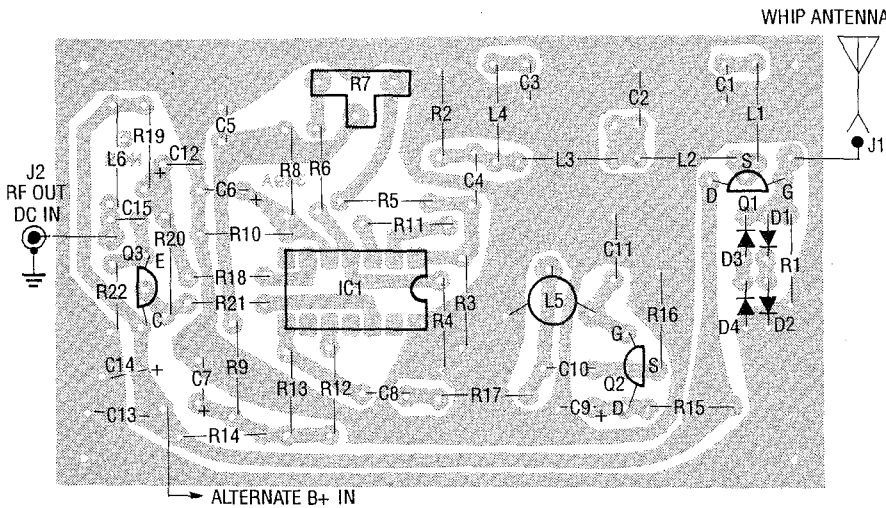 WHIP ANTENNA
J1
J2
RF OUT
DC IN
R7
C5
R2
L4
C3
C2
C1
L1
R19
L6
C12
+
R8
R6
C4
L3
L2
S
D
G
Q1
C6
+
R5
C15
R11
D1
R20
R10
Q3
E
C11
D3
R1
R18
R22
IC1
R3
L5
R21
R4
R16
C
D4
D2
G
C14
+
C7
+
R9
R13
R12
C8
R17
C10
Q2
S
C9
+
D
R15
C13
R14
ALTERNATE B+ IN